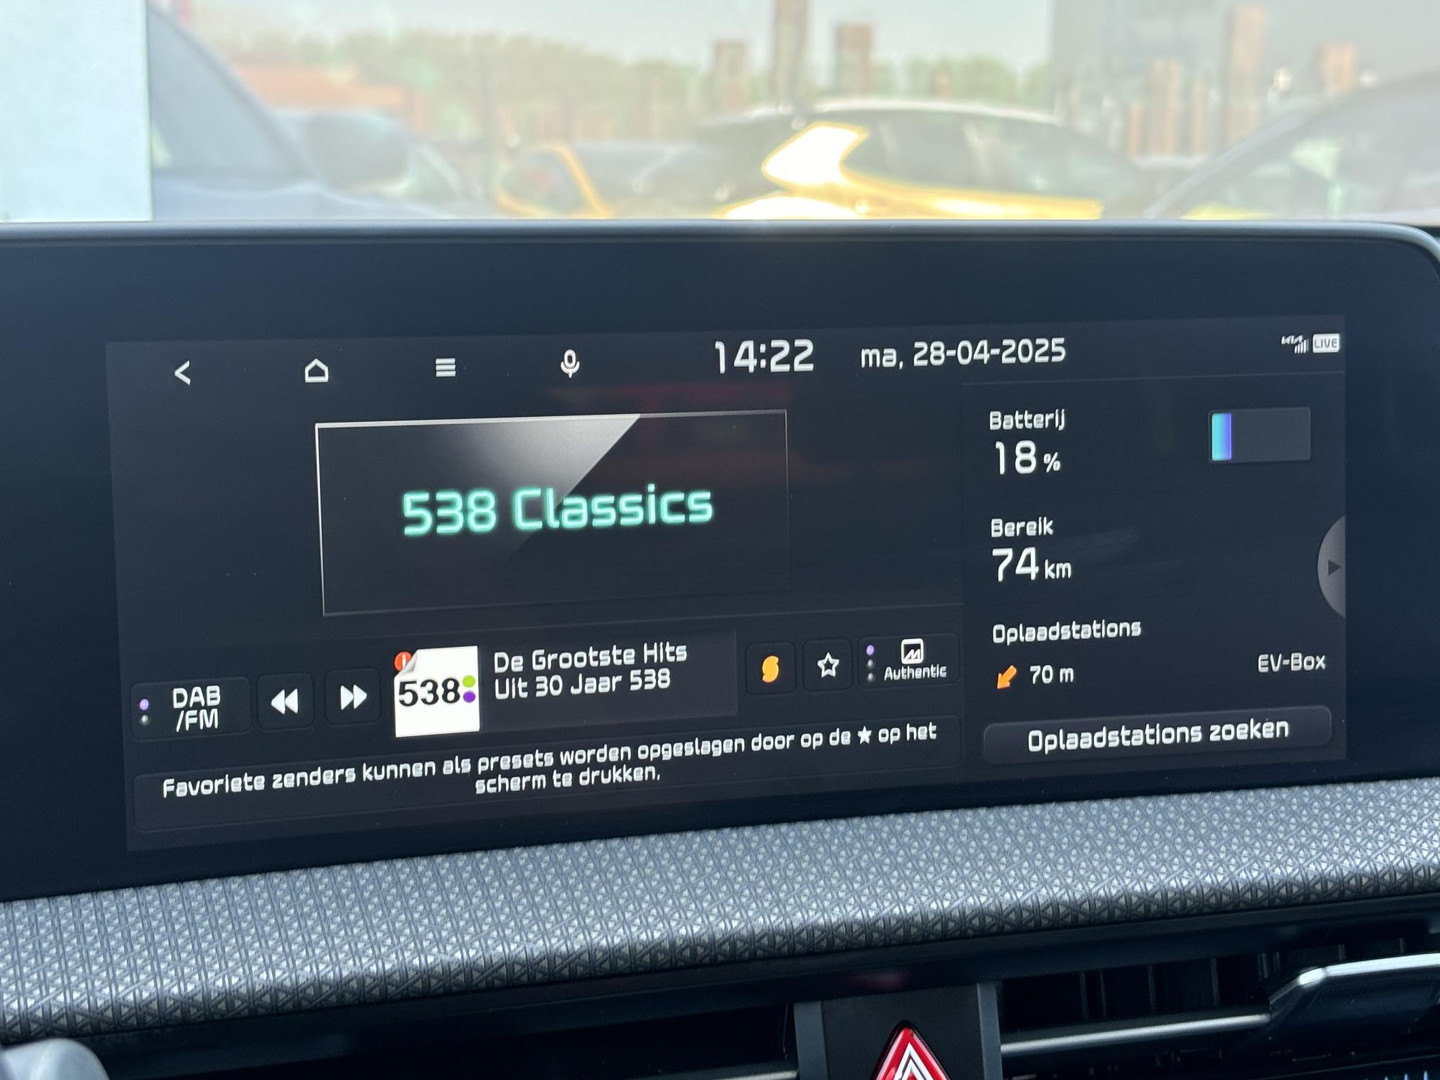 14:22 ma, 28-04-2025 LIVE
538 Classics
Batterij
18 %
Bereik
74 km
Oplaadstations
70 m EV-Box
Oplaadstations zoeken
DAB
/FM
538
De Grootste Hits
Uit 30 Jaar 538
Authentic
Favoriete zenders kunnen als presets worden opgeslagen door op de ★ op het
scherm te drukken.